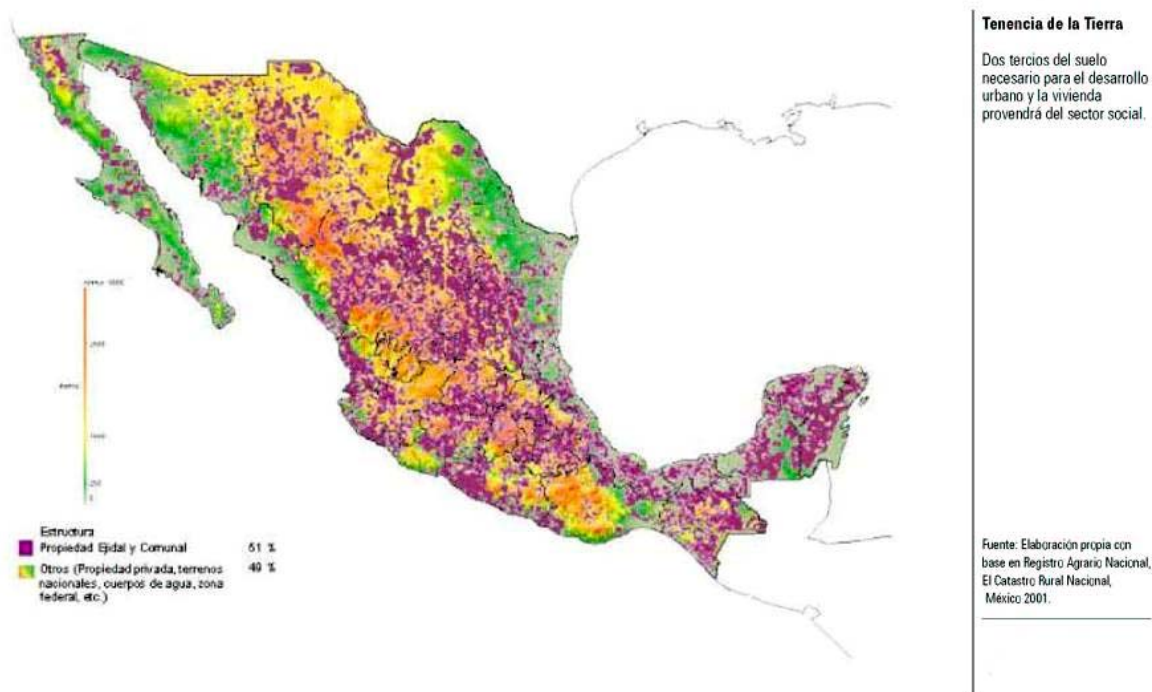 Tenencia de la Tierra
Dos tercios del suelo
necesario para el desarrollo
urbano y la vivienda
provendrá del sector social.
Estructura
Propiedad Ejidal y Comunal 51 %
Otros (Propiedad privada, terrenos 49 %
nacionales, cuerpos de agua, zona
federal, etc.)
Fuente: Elaboración propia con
base en Registro Agrario Nacional,
El Catastro Rural Nacional,
México 2001.